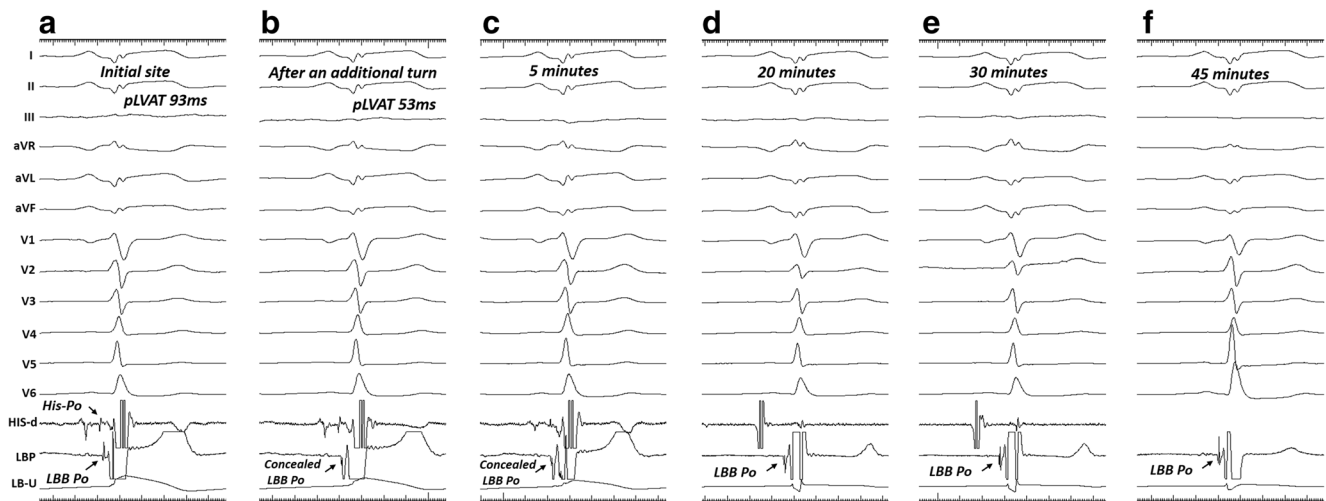 a b c d e f
I
Initial site After an additional turn 5 minutes 20 minutes 30 minutes 45 minutes
II
pLVAT 93ms pLVAT 53ms
III
aVR
aVL
aVF
V1
V2
V3
V4
V5
V6
His-Po
HIS-d
LBP
LBB Po Concealed LBB Po Concealed LBB Po LBB Po LBB Po LBB Po
LB-U